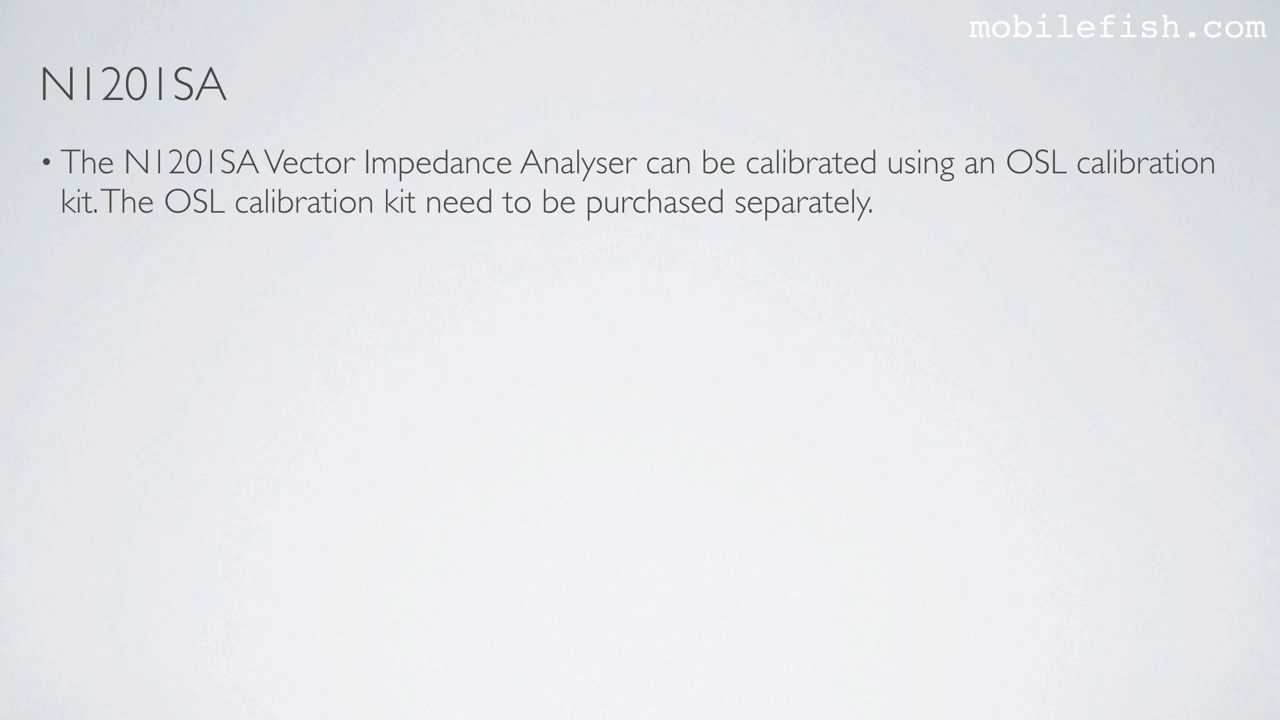 mobilefish.com
N1201SA
• The N1201SA Vector Impedance Analyser can be calibrated using an OSL calibration
kit. The OSL calibration kit need to be purchased separately.